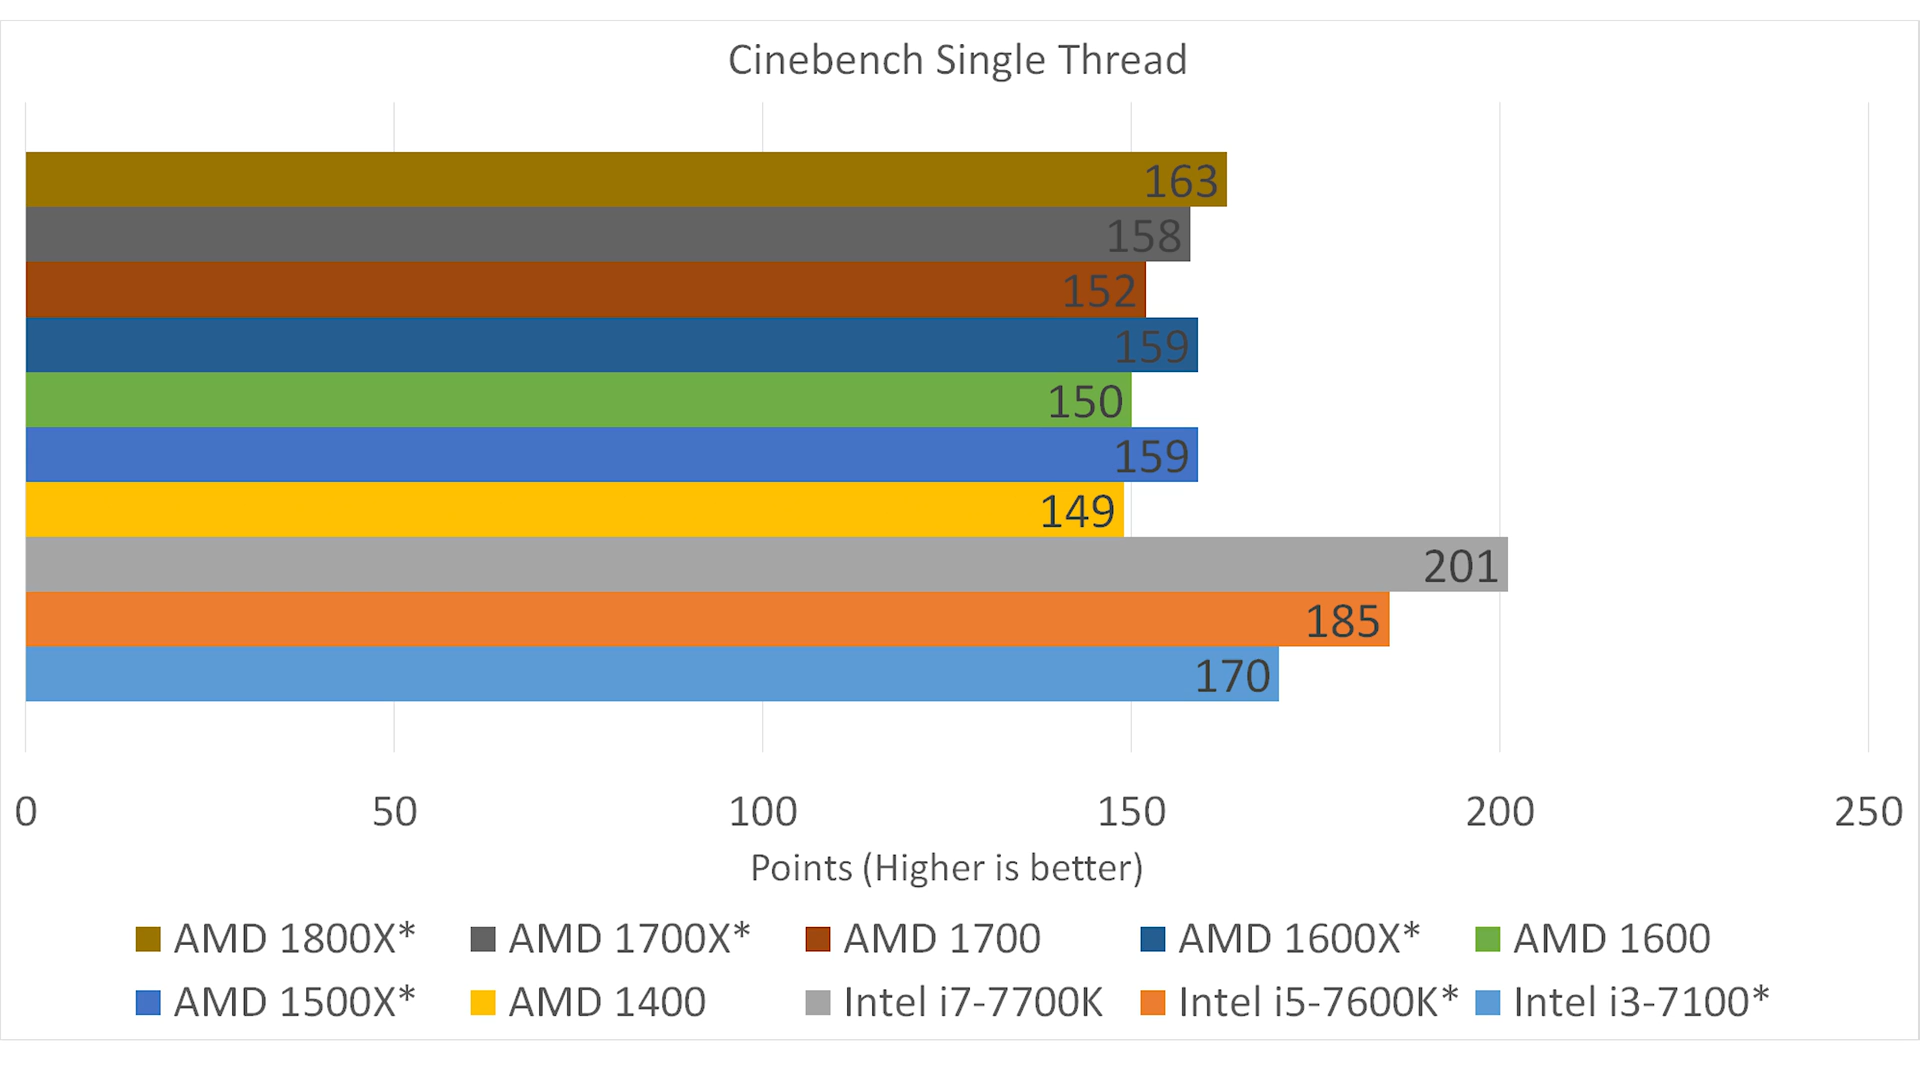 Cinebench Single Thread
163
158
152
159
150
159
149
201
185
170
0 50 100 150 200 250
Points (Higher is better)
AMD 1800X* AMD 1700X* AMD 1700 AMD 1600X* AMD 1600
AMD 1500X* AMD 1400 Intel i7-7700K Intel i5-7600K* Intel i3-7100*